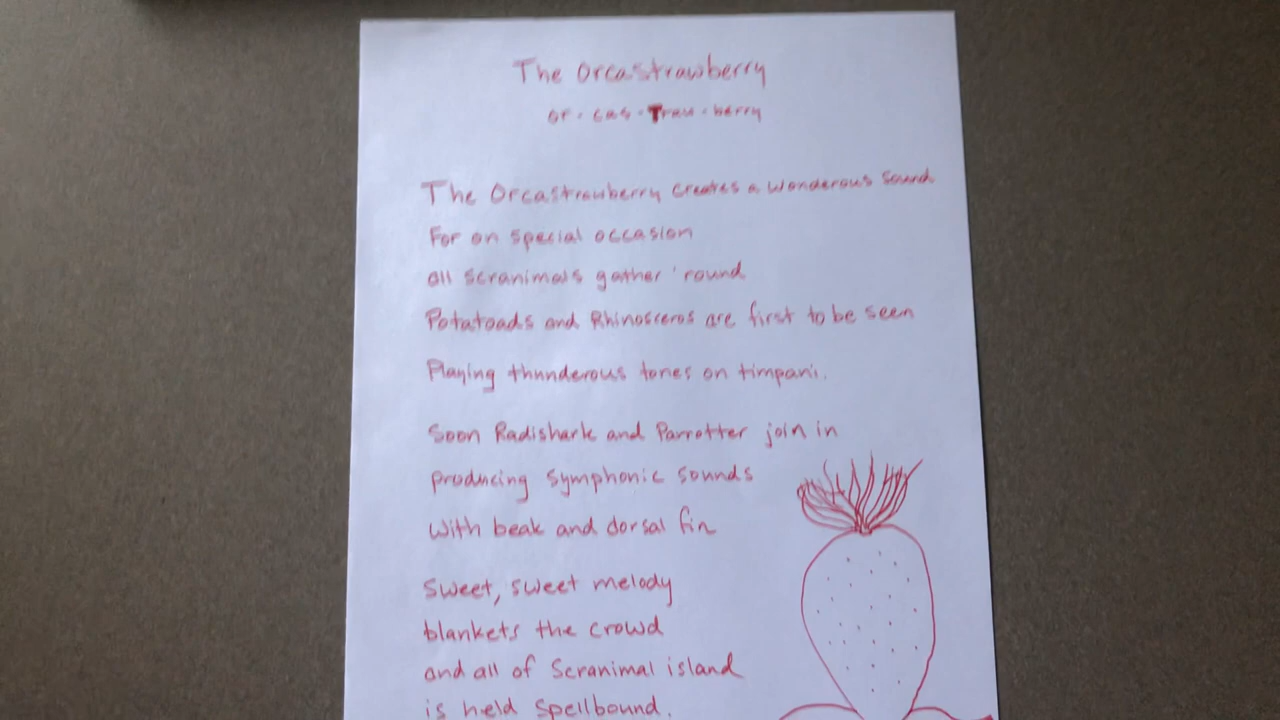 The Orcastrawberry
or · cas · Traw · berry
The Orcastrawberry creates a wonderous sound
For on special occasion
all scranimals gather 'round
Potatoads and Rhinosceros are first to be seen
Playing thunderous tones on timpani.
Soon Radishark and Parrotter join in
producing symphonic sounds
with beak and dorsal fin
Sweet, sweet melody
blankets the crowd
and all of Scranimal island
is held spellbound.